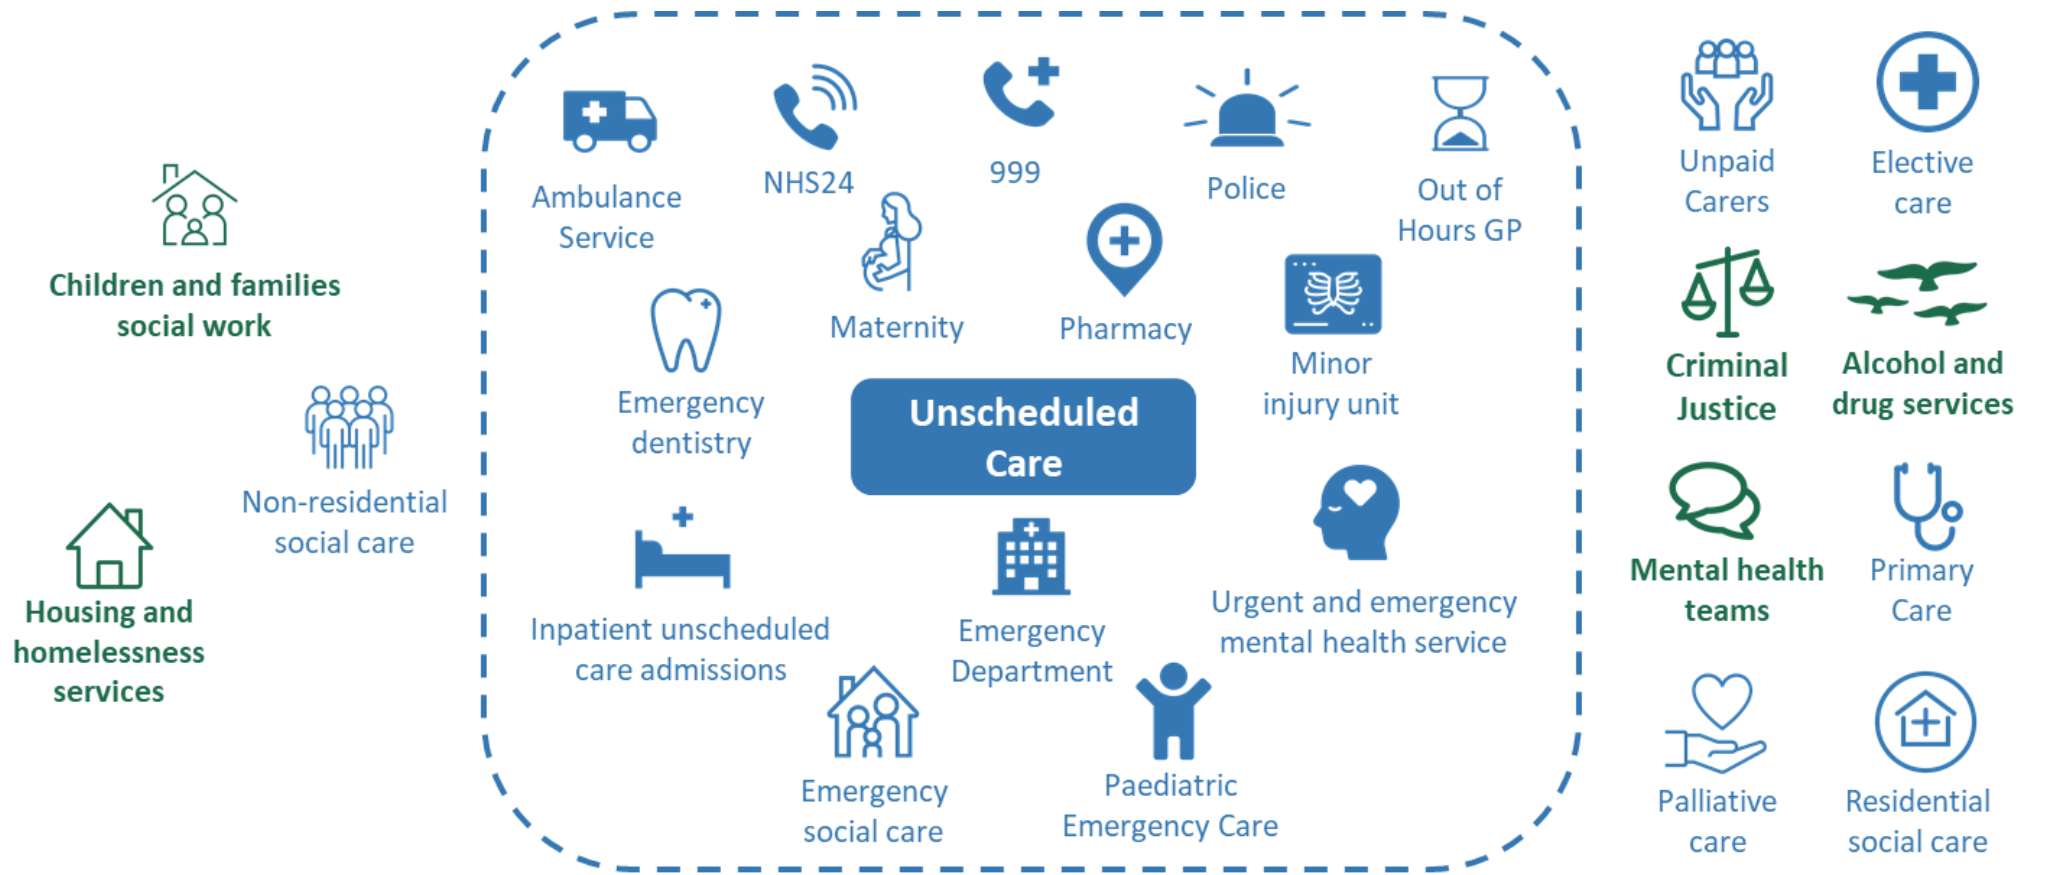 Children and families
social work
Non-residential
social care
Housing and
homelessness
services
Ambulance
Service
NHS24
999
Police
Out of
Hours GP
Maternity
Pharmacy
Minor
injury unit
Emergency
dentistry
Unscheduled
Care
Inpatient unscheduled
care admissions
Emergency
Department
Urgent and emergency
mental health service
Emergency
social care
Paediatric
Emergency Care
Unpaid
Carers
Elective
care
Criminal
Justice
Alcohol and
drug services
Mental health
teams
Primary
Care
Palliative
care
Residential
social care